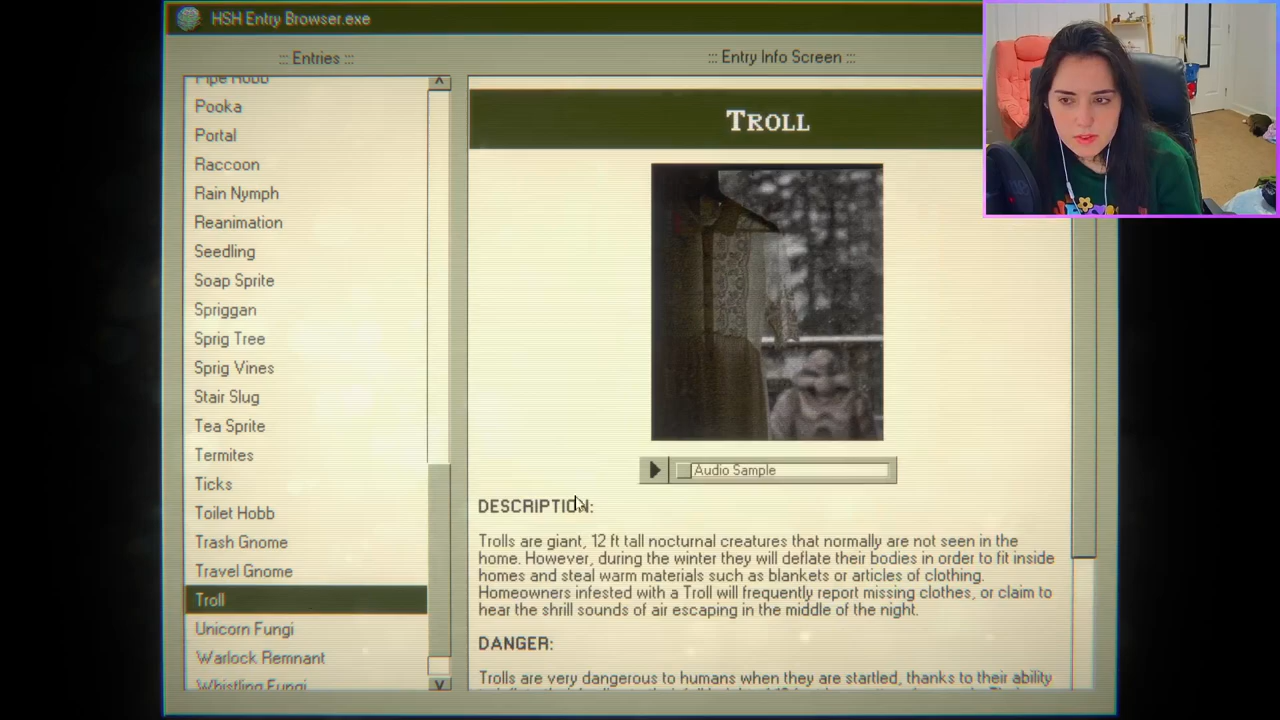 HSH Entry Browser.exe
::: Entries :::
::: Entry Info Screen :::
Pipe Hobb
Pooka
Portal
Raccoon
Rain Nymph
Reanimation
Seedling
Soap Sprite
Spriggan
Sprig Tree
Sprig Vines
Stair Slug
Tea Sprite
Termites
Ticks
Toilet Hobb
Trash Gnome
Travel Gnome
Troll
Unicorn Fungi
Warlock Remnant
Whistling Fungi
TROLL
Audio Sample
DESCRIPTION:
Trolls are giant, 12 ft tall nocturnal creatures that normally are not seen in the
home. However, during the winter they will deflate their bodies in order to fit inside
homes and steal warm materials such as blankets or articles of clothing.
Homeowners infested with a Troll will frequently report missing clothes, or claim to
hear the shrill sounds of air escaping in the middle of the night.
DANGER:
Trolls are very dangerous to humans when they are startled, thanks to their ability